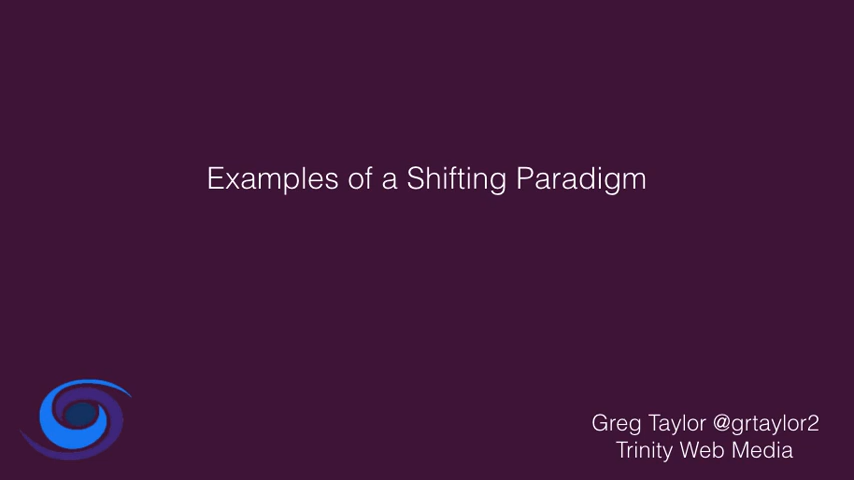 Examples of a Shifting Paradigm
Greg Taylor @grtaylor2
Trinity Web Media